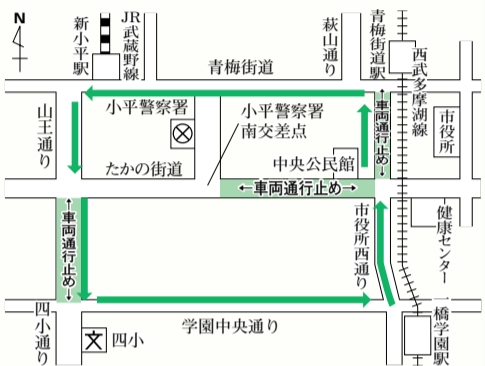 N
新小平駅
JR武蔵野線
萩山通り
青梅街道駅
青梅街道
西武多摩湖線
山王通り
小平警察署
小平警察署
南交差点
←車両通行止め→
市役所
たかの街道
中央公民館
←車両通行止め→
←車両通行止め→
市役所西通り
健康センター
四小通り
文
四小
学園中央通り
一橋学園駅